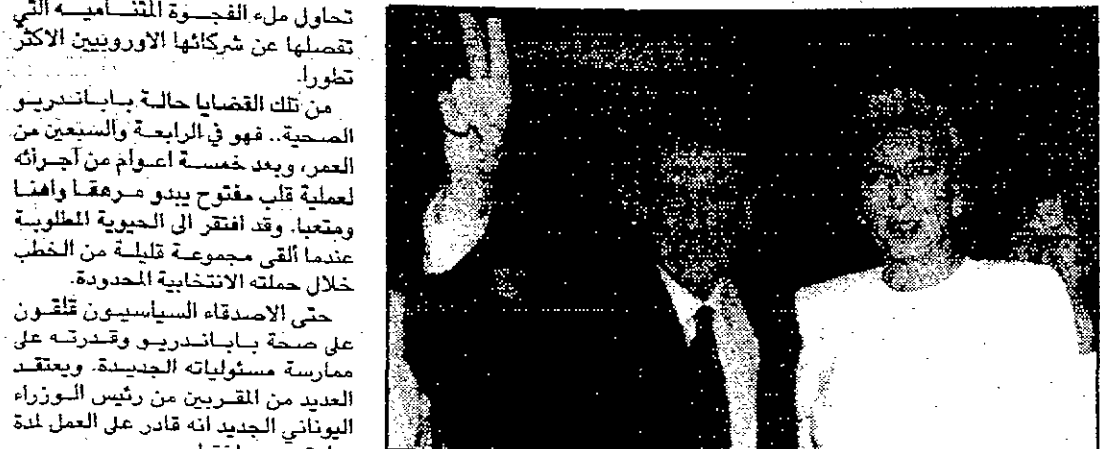 تحاول ملء الفجوة المتنامية التي
تفصلها عن شركائها الاوروبيين الاكثر
تطورا.
من تلك القضايا حالة باباندريو
الصحية.. فهو في الرابعة والسبعين من
العمر، وبعد خمسة اعوام من آجرائه
لعملية قلب مفتوح يبدو مرهقا واهنا
ومتعبا. وقد افتقر الى الحيوية المطلوبة
عندما ألقى مجموعة قليلة من الخطب
خلال حملته الانتخابية المحدودة.
حتى الاصدقاء السياسيون قلقون
على صحة باباندريو وقدرته على
ممارسة مسئولياته الجديدة. ويعتقد
العديد من المقربين من رئيس الوزراء
اليوناني الجديد انه قادر على العمل لمدة